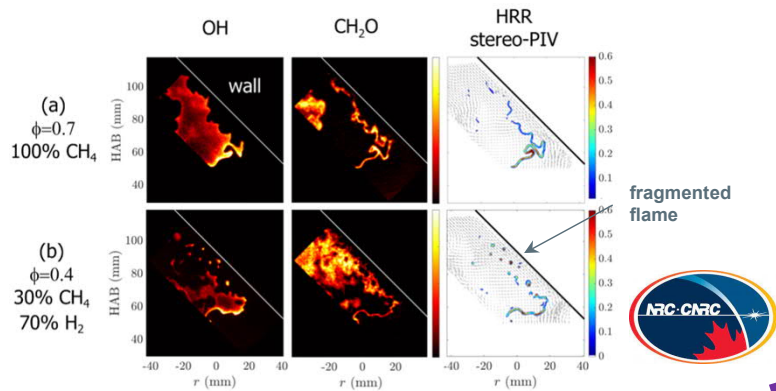 OH
CH₂O
HRR
stereo-PIV
(a)
ϕ=0.7
100% CH₄
HAB (mm)
100
80
60
40
wall
0.6
0.5
0.4
0.3
0.2
0.1
0
fragmented
flame
(b)
ϕ=0.4
30% CH₄
70% H₂
HAB (mm)
100
80
60
40
0.6
0.5
0.4
0.3
0.2
0.1
0
NRC·CNRC
-40 -20 0 20 40
-20 0 20 40
-20 0 20 40
r (mm)
r (mm)
r (mm)